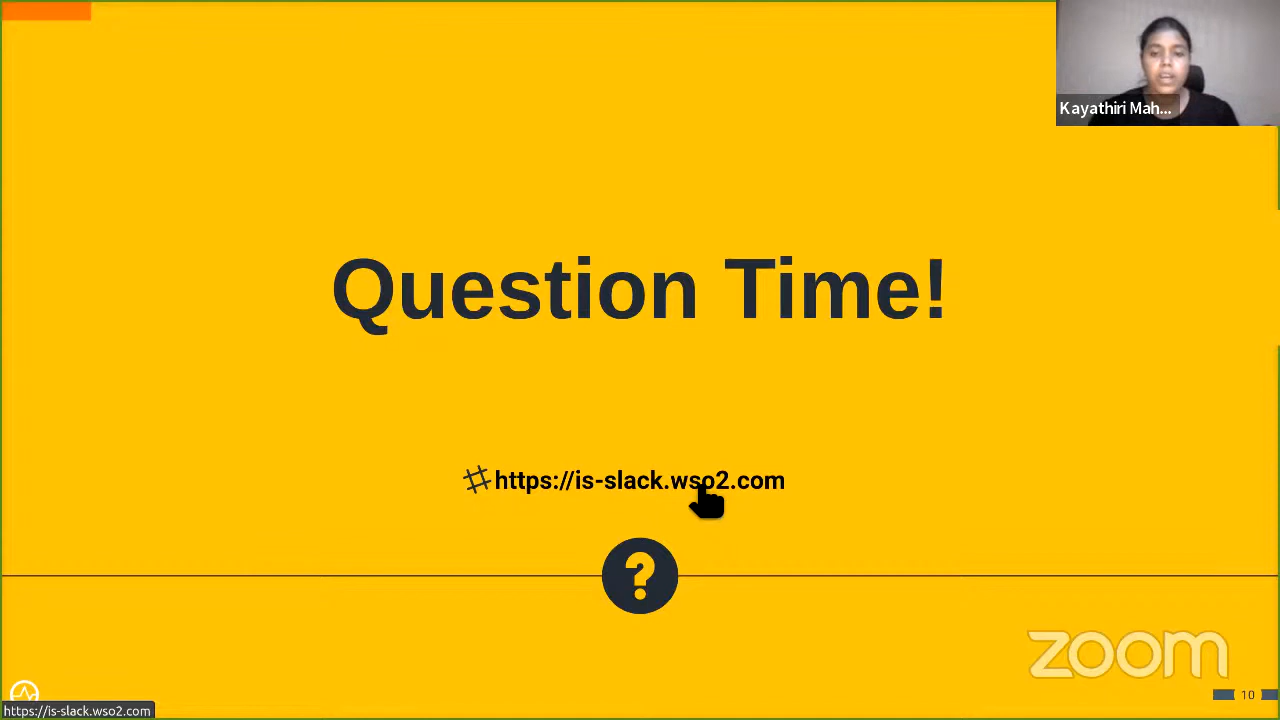 Kayathiri Mah...
Question Time!
https://is-slack.wso2.com
?
zoom
10
https://is-slack.wso2.com